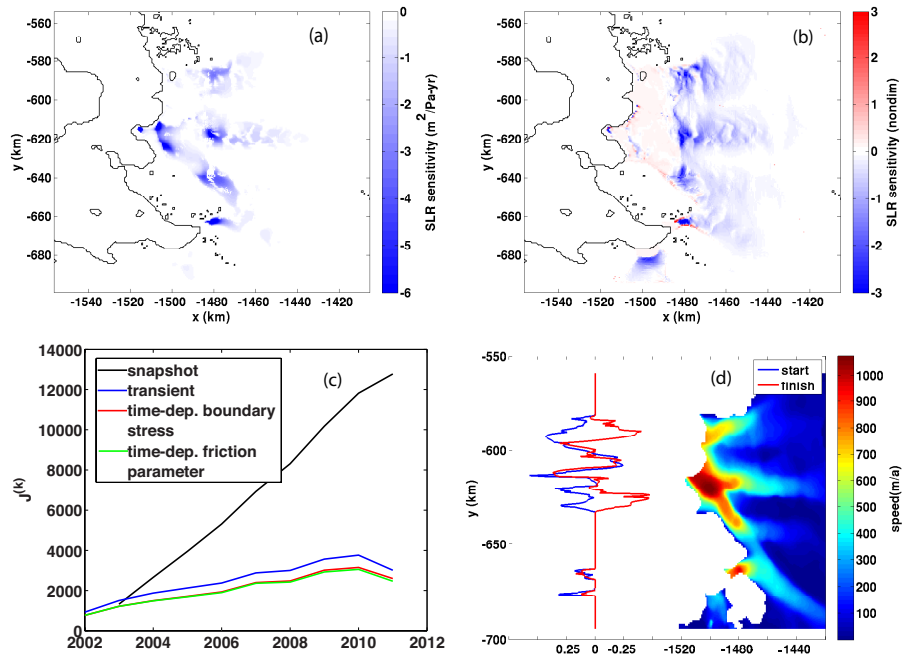 (a)
-560
-580
-600
-620
-640
-660
-680
y (km)
-1540 -1520 -1500 -1480 -1460 -1440 -1420
x (km)
0
-1
-2
-3
-4
-5
-6
SLR sensitivity (m²/Pa-yr)
(b)
-560
-580
-600
-620
-640
-660
-680
y (km)
-1540 -1520 -1500 -1480 -1460 -1440 -1420
x (km)
3
2
1
0
-1
-2
-3
SLR sensitivity (nondim)
(c)
14000
12000
10000
8000
6000
4000
2000
0
J(k)
snapshot
transient
time-dep. boundary
stress
time-dep. friction
parameter
2002 2004 2006 2008 2010 2012
(d)
-550
-600
-650
-700
y (km)
start
finish
0.25 0 -0.25 -1520 -1480 -1440
1000
900
800
700
600
500
400
300
200
100
speed(m/a)